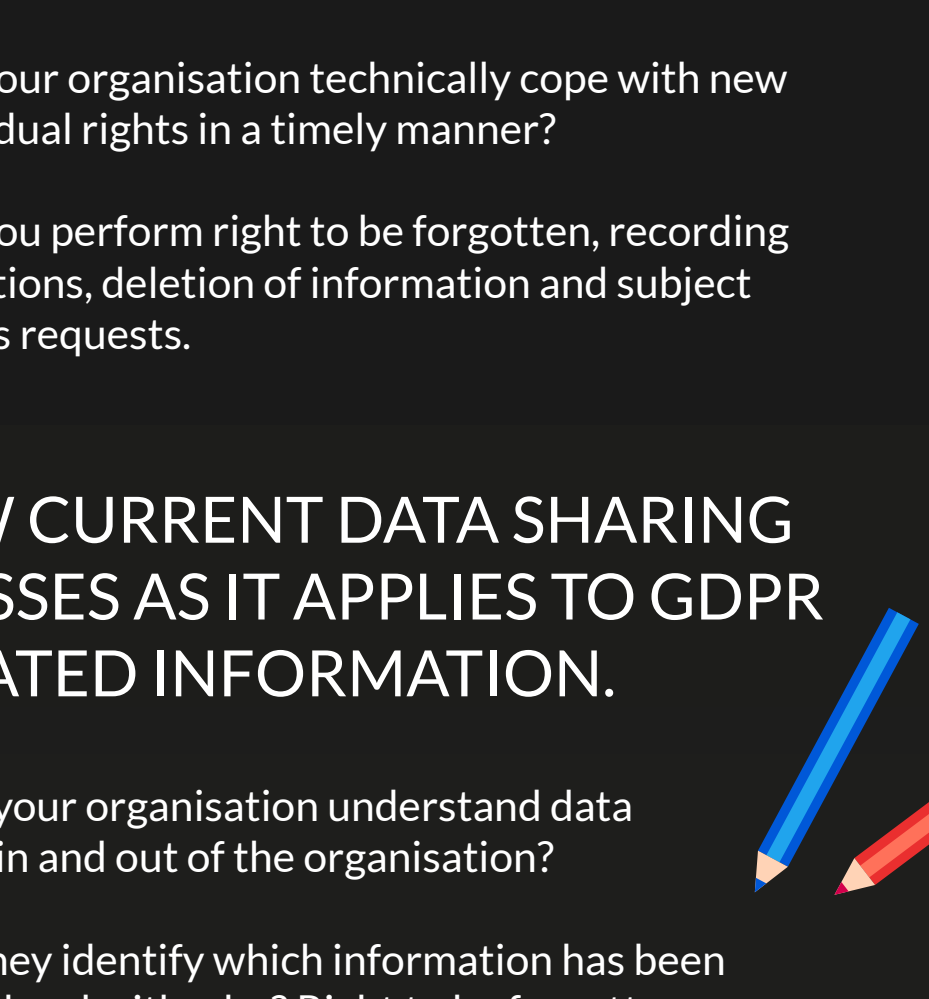 our organisation technically cope with new
dual rights in a timely manner?
ou perform right to be forgotten, recording
tions, deletion of information and subject
s requests.
CURRENT DATA SHARING
SSES AS IT APPLIES TO GDPR
ATED INFORMATION.
your organisation understand data
in and out of the organisation?
hey identify which information has been